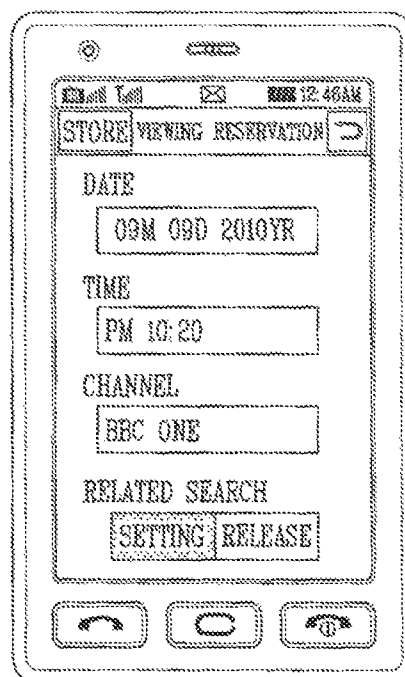 12:46AM
STORE VIEWING RESERVATION
DATE
09M 09D 2010YR
TIME
PM 10:20
CHANNEL
BBC ONE
RELATED SEARCH
SETTING RELEASE